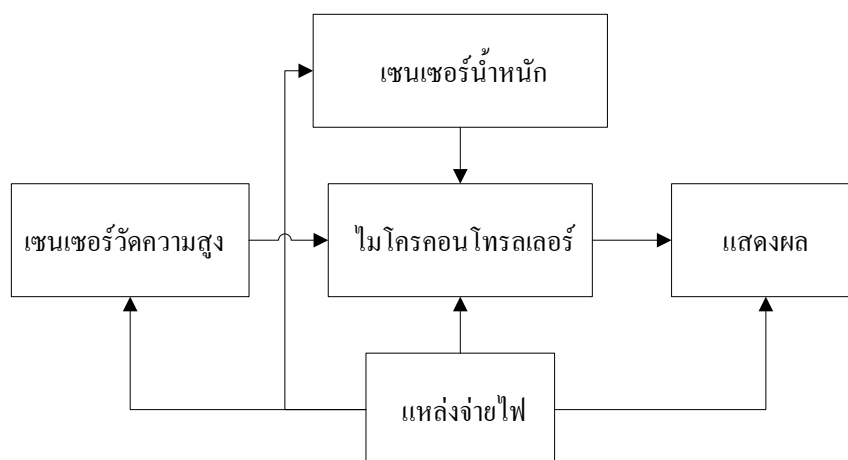 เซนเซอร์น้ำหนัก
เซนเซอร์วัดความสูง
ไมโครคอนโทรลเลอร์
แสดงผล
แหล่งจ่ายไฟ